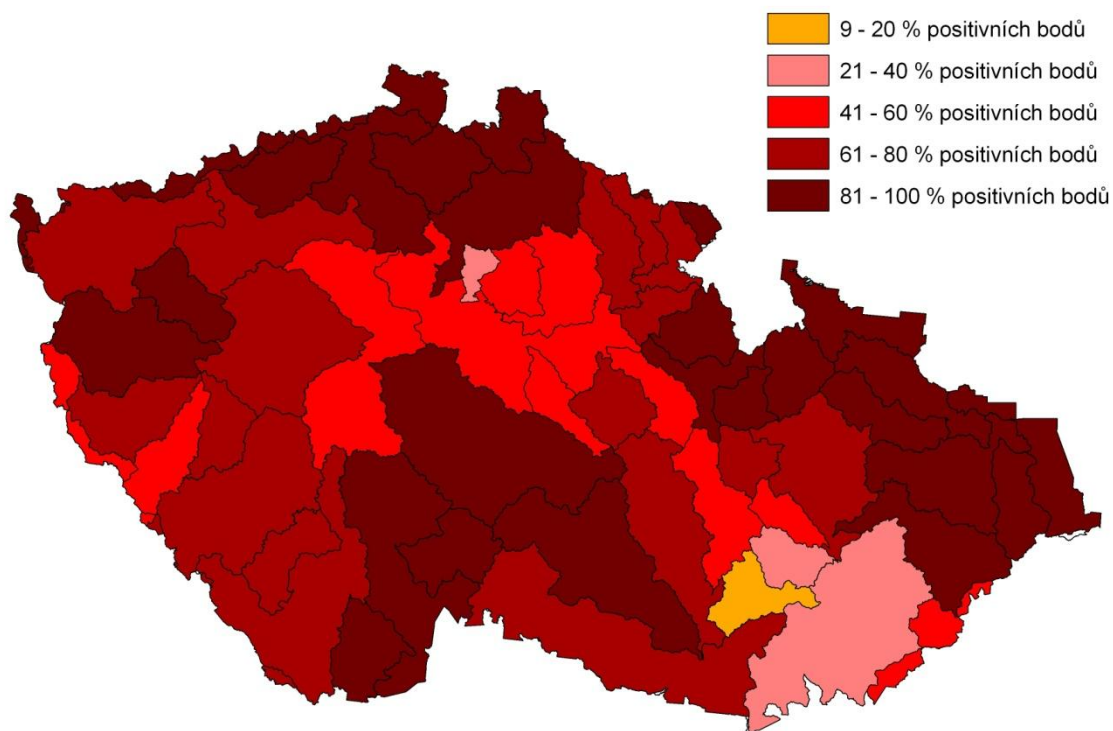 9 - 20 % positivních bodů
21 - 40 % positivních bodů
41 - 60 % positivních bodů
61 - 80 % positivních bodů
81 - 100 % positivních bodů